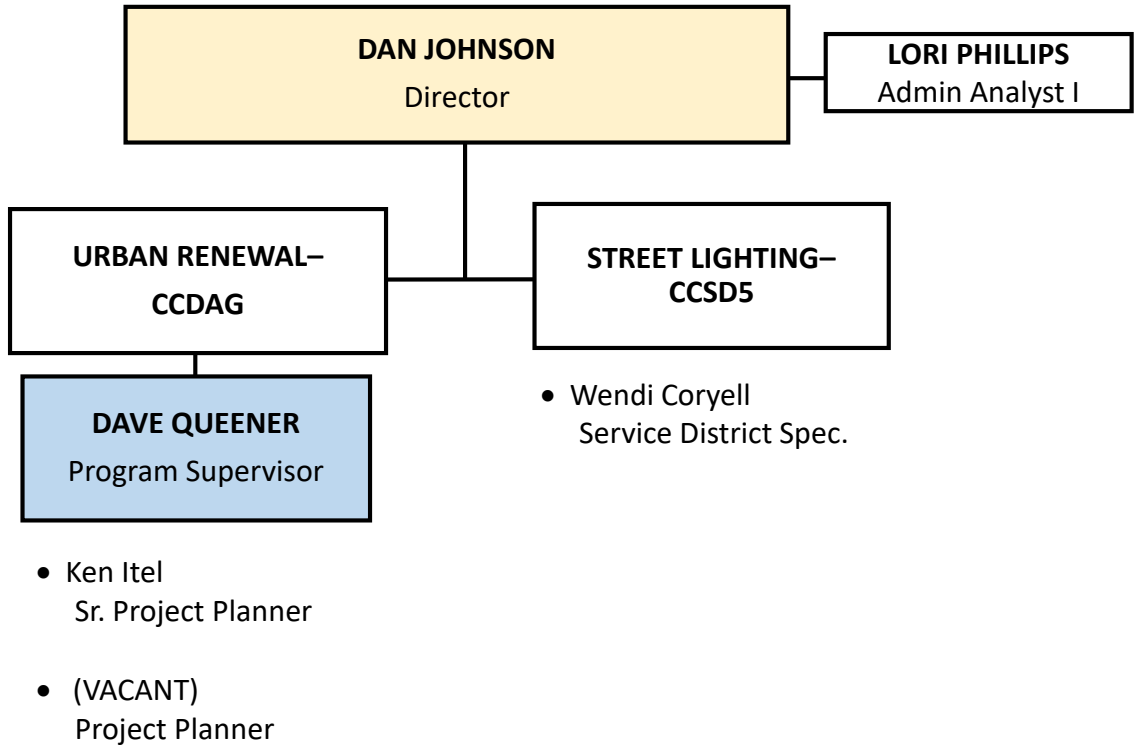 DAN JOHNSON
Director
LORI PHILLIPS
Admin Analyst I
URBAN RENEWAL–
CCDAG
STREET LIGHTING–
CCSD5
DAVE QUEENER
Program Supervisor
• Wendi Coryell
Service District Spec.
• Ken Itel
Sr. Project Planner
• (VACANT)
Project Planner